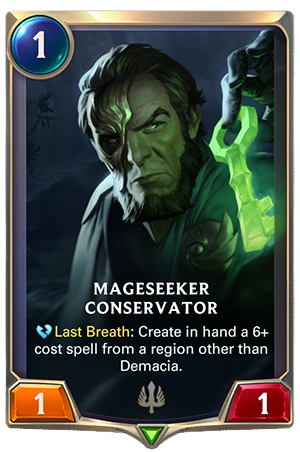 1
MAGESEEKER
CONSERVATOR
Last Breath: Create in hand a 6+
cost spell from a region other than
Demacia.
1
1